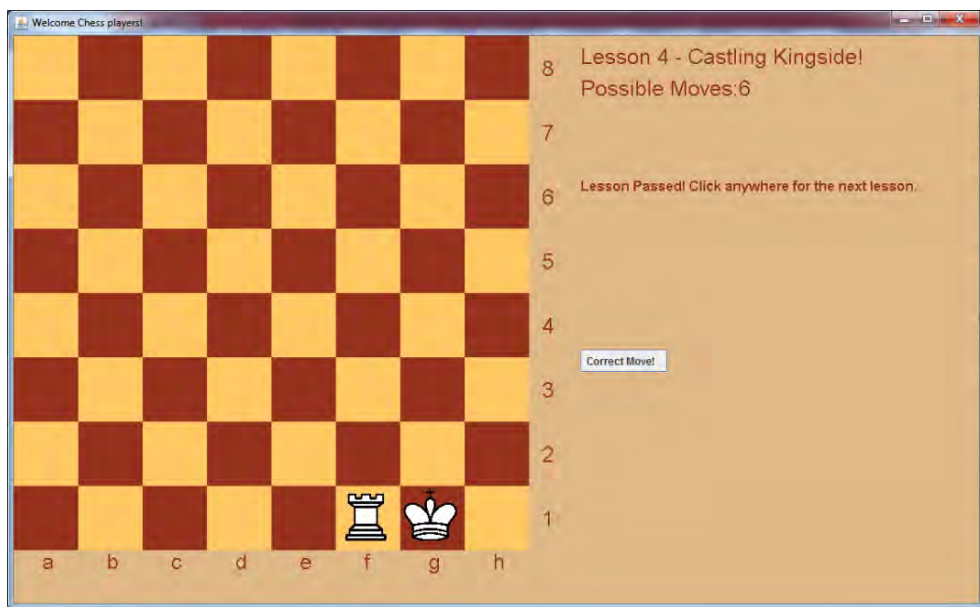 Welcome Chess players!
8
Lesson 4 - Castling Kingside!
Possible Moves:6
7
6
Lesson Passed! Click anywhere for the next lesson.
5
4
Correct Move!
3
2
1
a b c d e f g h